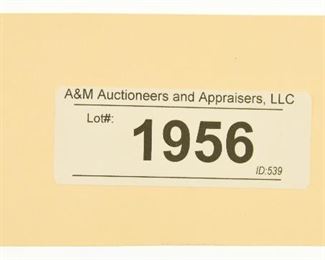 A&M Auctioneers and Appraisers, LLC
Lot#:
1956
ID:539